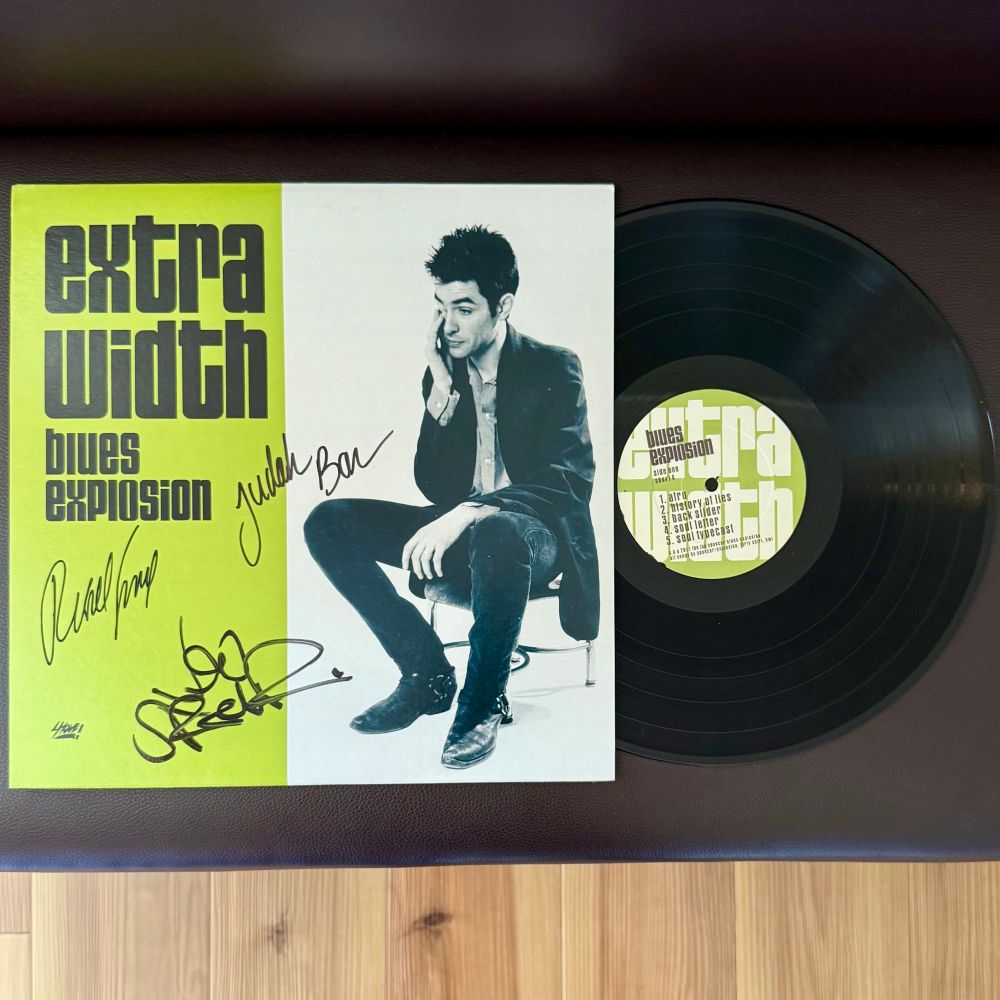 extra
width
blues
explosion
Judah Bau
Russell
Shove!
extra
width
blues
explosion
side one
1. afro
2. history of lies
3. back slider
4. soul letter
5. soul typecast